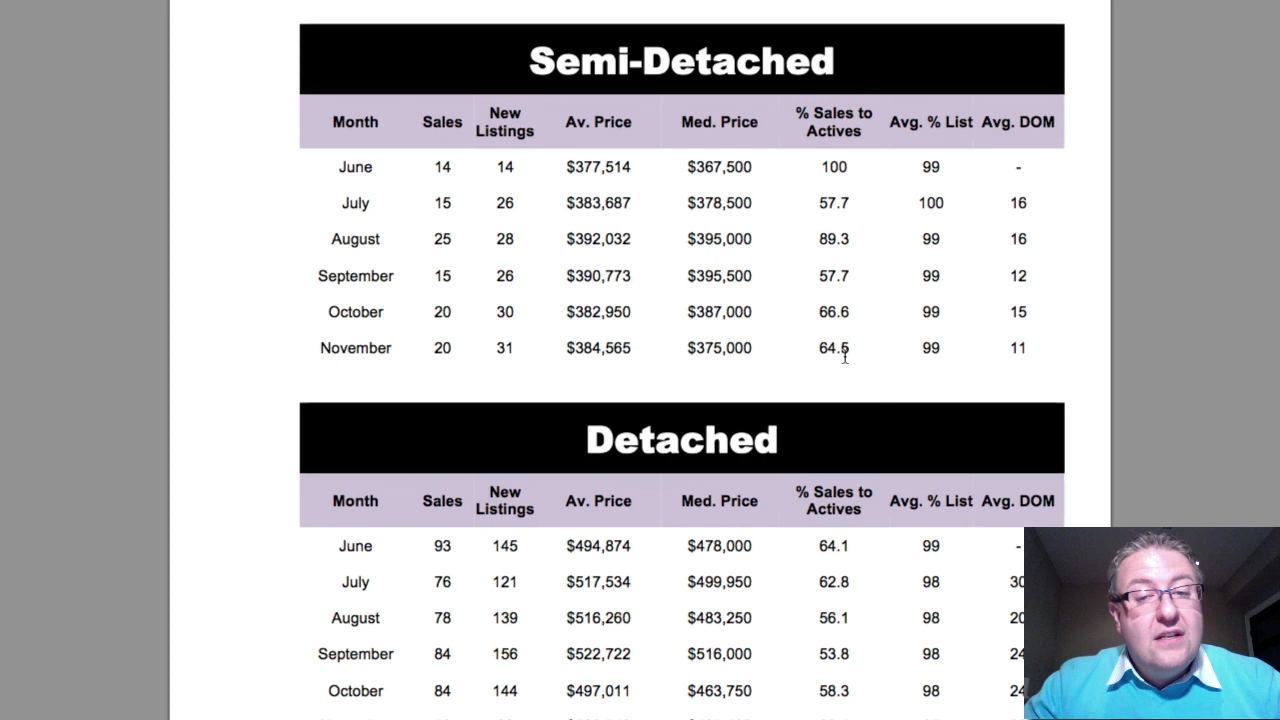 Semi-Detached
Month Sales New Listings Av. Price Med. Price % Sales to Actives Avg. % List Avg. DOM
June 14 14 $377,514 $367,500 100 99 -
July 15 26 $383,687 $378,500 57.7 100 16
August 25 28 $392,032 $395,000 89.3 99 16
September 15 26 $390,773 $395,500 57.7 99 12
October 20 30 $382,950 $387,000 66.6 99 15
November 20 31 $384,565 $375,000 64.5 99 11
Detached
Month Sales New Listings Av. Price Med. Price % Sales to Actives Avg. % List Avg. DOM
June 93 145 $494,874 $478,000 64.1 99 -
July 76 121 $517,534 $499,950 62.8 98 30
August 78 139 $516,260 $483,250 56.1 98 20
September 84 156 $522,722 $516,000 53.8 98 24
October 84 144 $497,011 $463,750 58.3 98 24